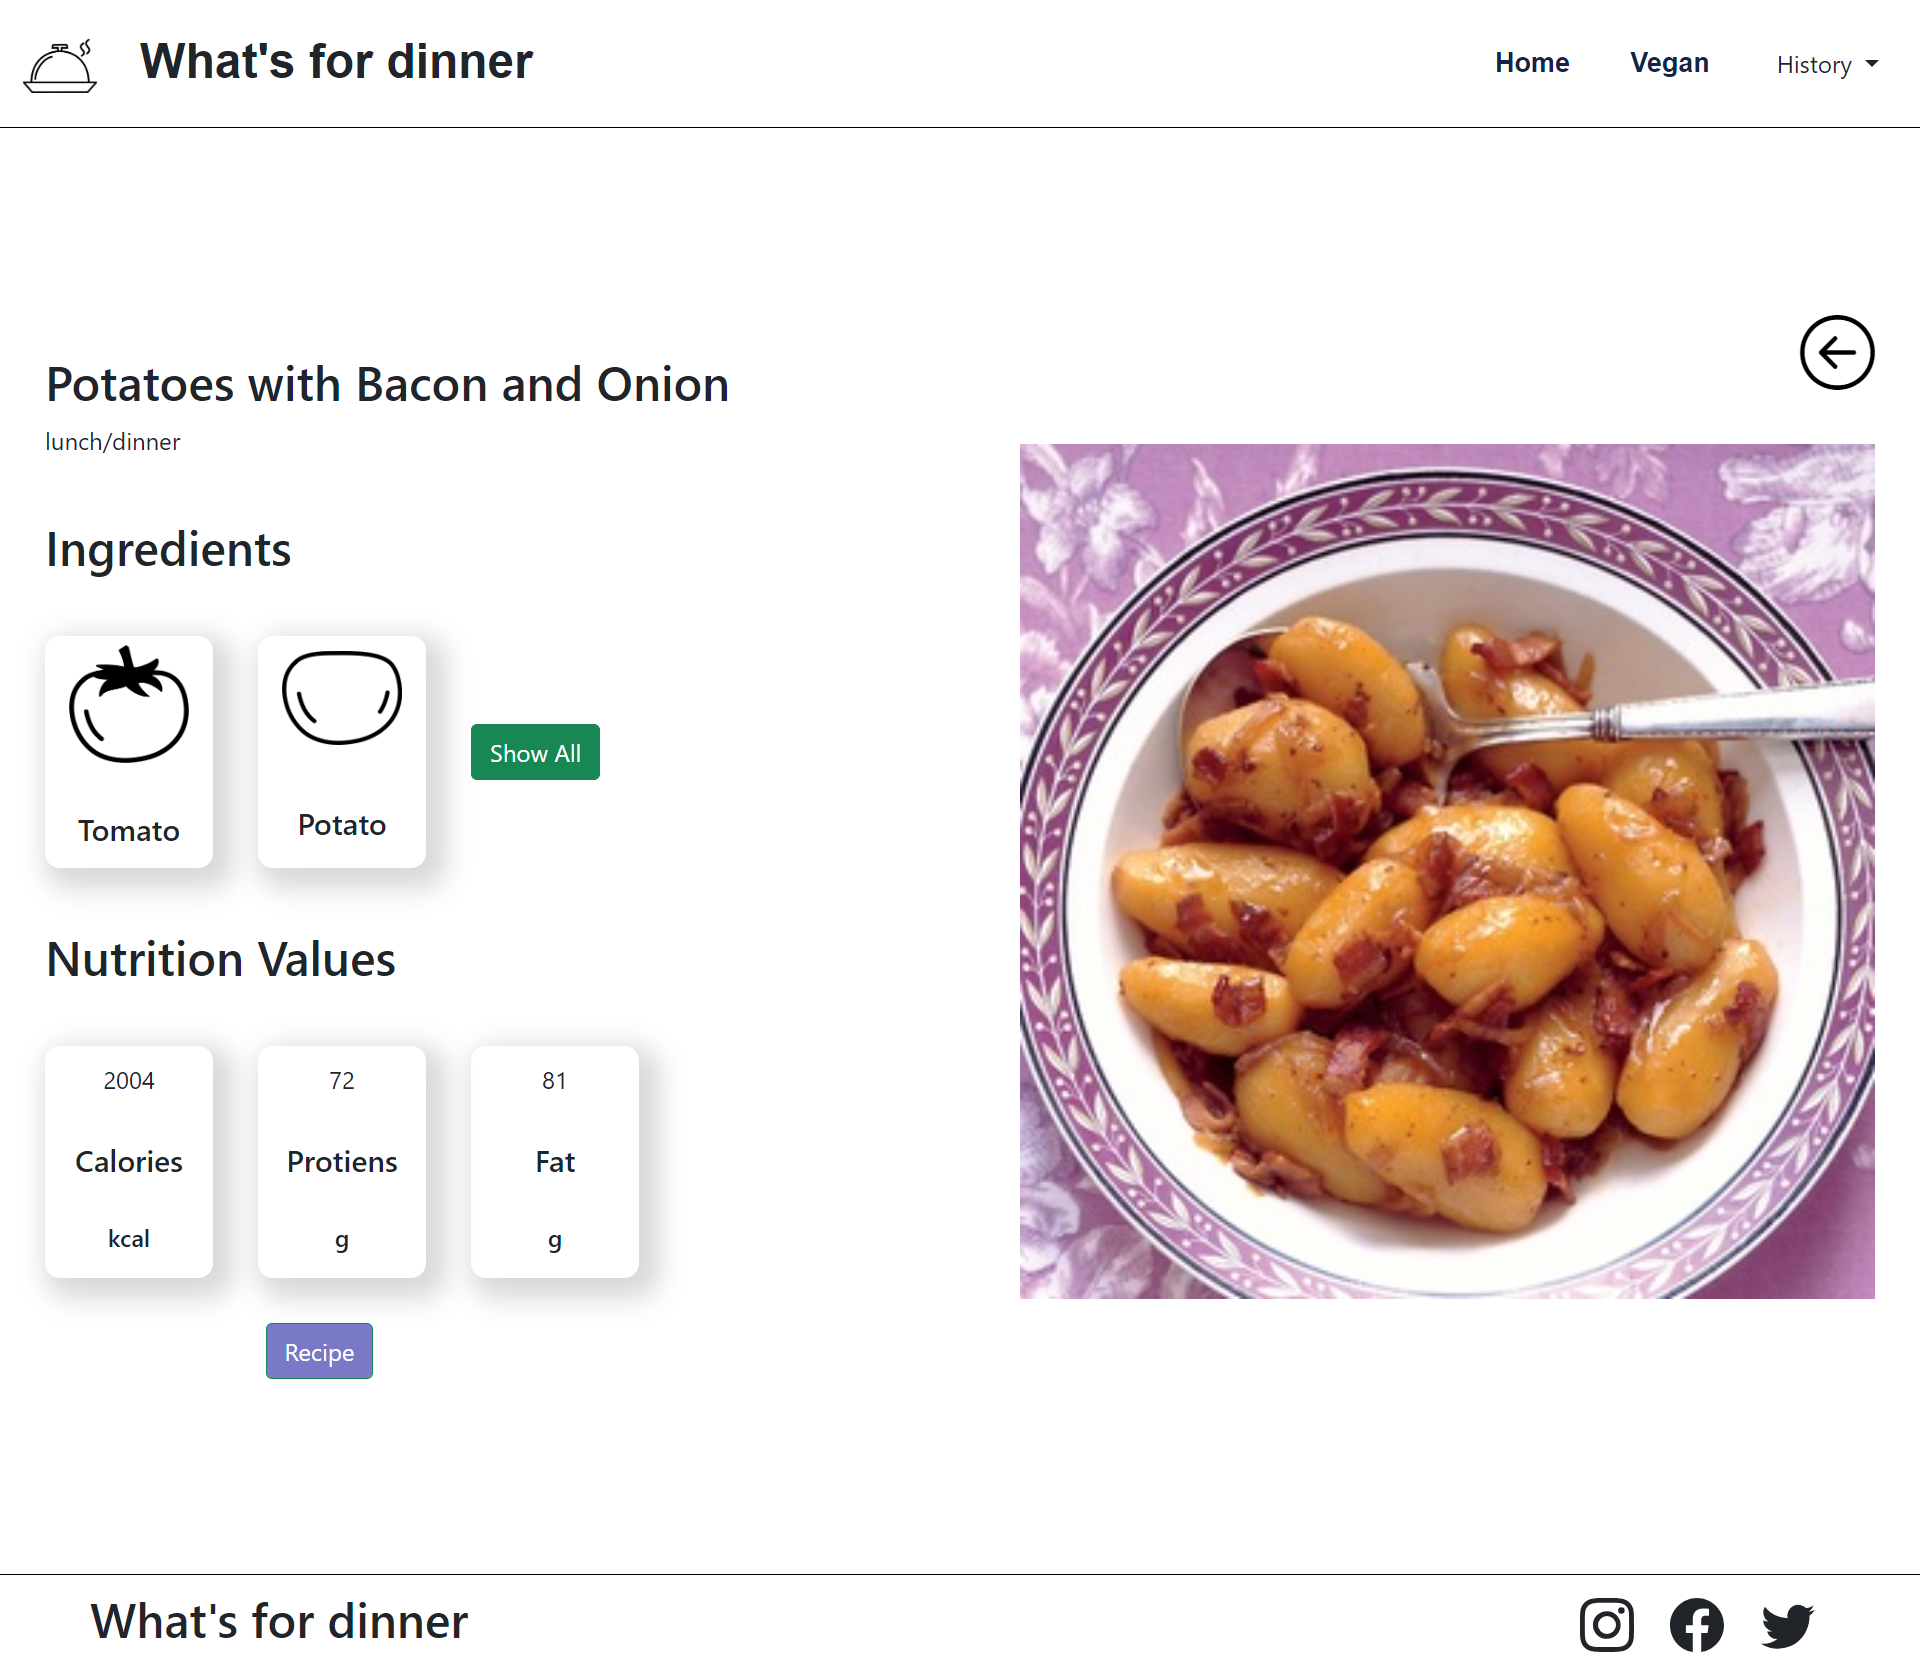 What's for dinner
Home
Vegan
History
Potatoes with Bacon and Onion
lunch/dinner
Ingredients
Tomato
Potato
Show All
Nutrition Values
2004
Calories
kcal
72
Protiens
g
81
Fat
g
Recipe
What's for dinner